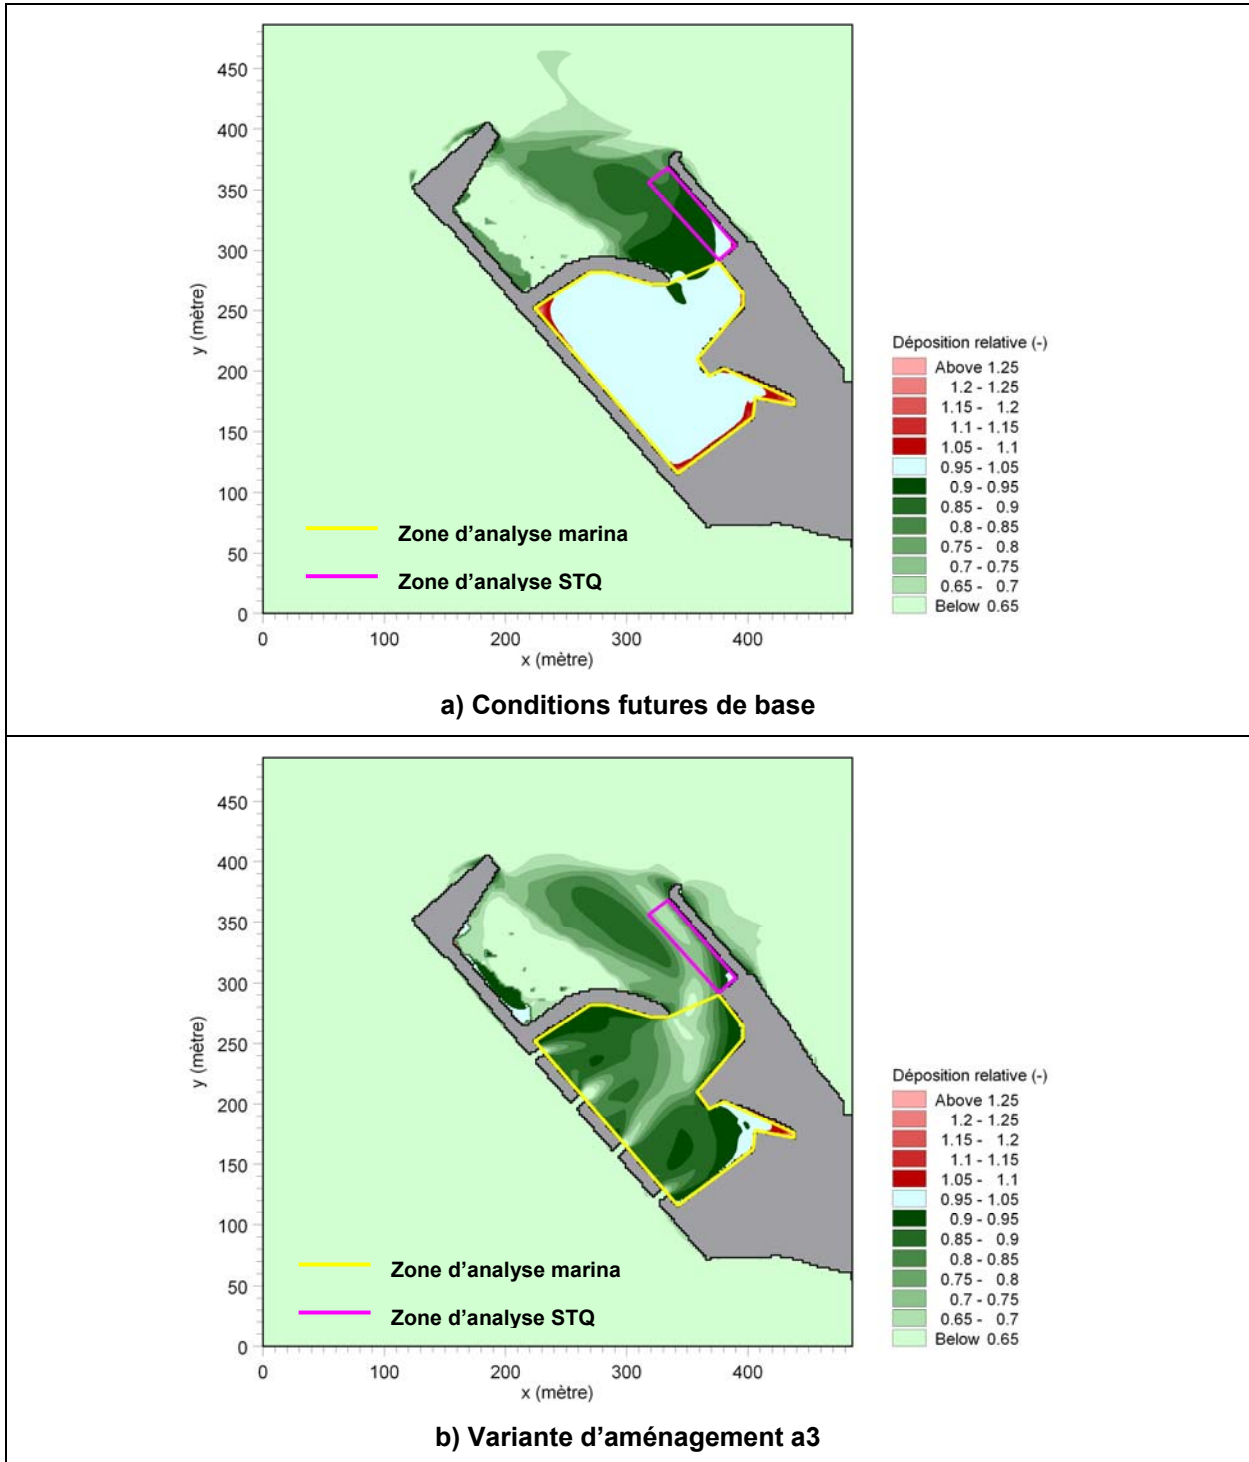 450
400
350
300
250
200
150
100
50
0
y (mètre)
0 100 200 300 400
x (mètre)
Zone d'analyse marina
Zone d'analyse STQ
Déposition relative (-)
Above 1.25
1.2 - 1.25
1.15 - 1.2
1.1 - 1.15
1.05 - 1.1
0.95 - 1.05
0.9 - 0.95
0.85 - 0.9
0.8 - 0.85
0.75 - 0.8
0.7 - 0.75
0.65 - 0.7
Below 0.65
a) Conditions futures de base
450
400
350
300
250
200
150
100
50
0
y (mètre)
0 100 200 300 400
x (mètre)
Zone d'analyse marina
Zone d'analyse STQ
Déposition relative (-)
Above 1.25
1.2 - 1.25
1.15 - 1.2
1.1 - 1.15
1.05 - 1.1
0.95 - 1.05
0.9 - 0.95
0.85 - 0.9
0.8 - 0.85
0.75 - 0.8
0.7 - 0.75
0.65 - 0.7
Below 0.65
b) Variante d'aménagement a3